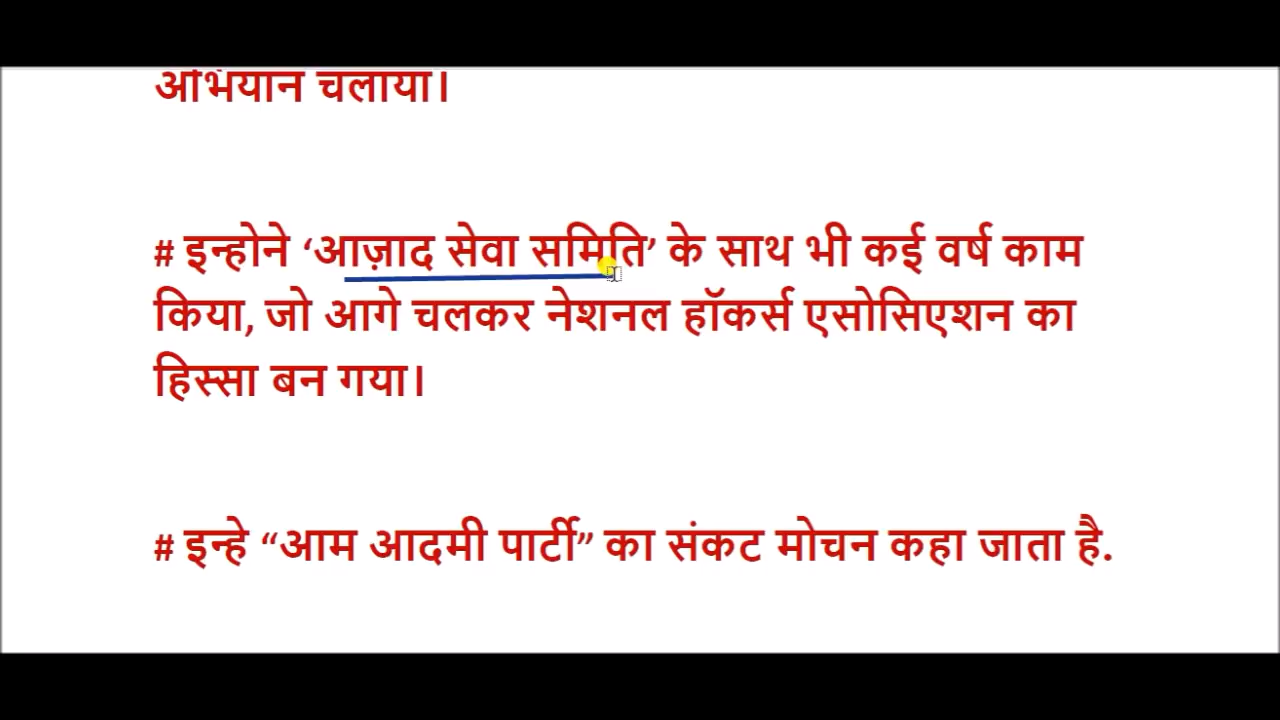 अभियान चलाया।
# इन्होने ‘आज़ाद सेवा समिति’ के साथ भी कई वर्ष काम
किया, जो आगे चलकर नेशनल हॉकर्स एसोसिएशन का
हिस्सा बन गया।
# इन्हे “आम आदमी पार्टी” का संकट मोचन कहा जाता है.